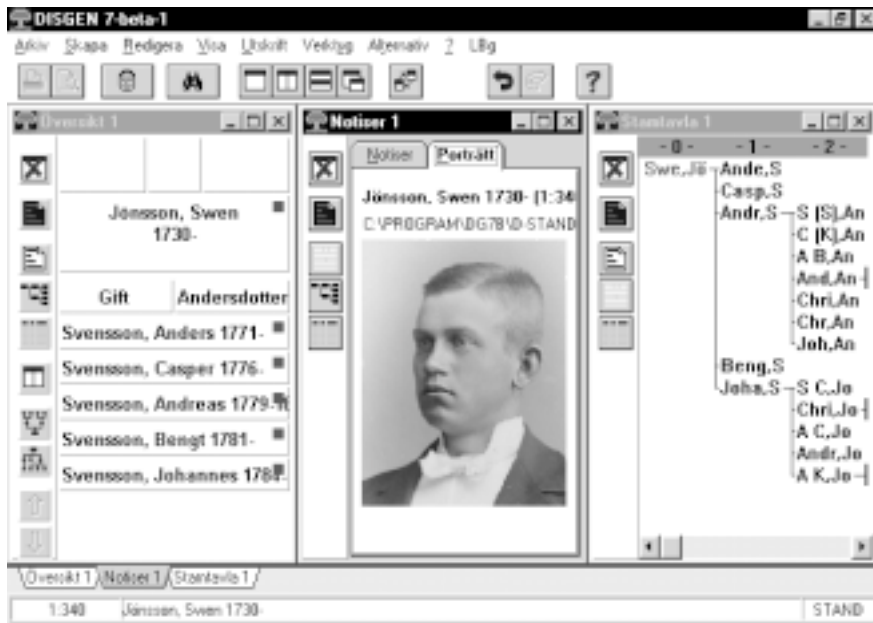 DISGEN 7-beta-1
Arkiv Skapa Redigera Visa Utskrift Verktyg Alternativ ? LBg
?
Översikt 1
Jönsson, Swen
1730-
Gift Andersdotter
Svensson, Anders 1771-
Svensson, Casper 1776-
Svensson, Andreas 1779-
Svensson, Bengt 1781-
Svensson, Johannes 178
Notiser 1
Notiser Porträtt
Jönsson, Swen 1730- (1:34
C:\PROGRAM\DG7B\D-STAND
Stamtavla 1
- 0 - - 1 - - 2 -
Swe,Jö Ande,S
Casp,S
Andr,S S [S],An
C [K],An
A B,An
And,An
Chri,An
Chr,An
Joh,An
Beng,S
Joha,S S C,Jo
Chri,Jo
A C,Jo
Andr,Jo
A K,Jo
Översikt 1 Notiser 1 Stamtavla 1
1:340 Jönsson, Swen 1730- STAND